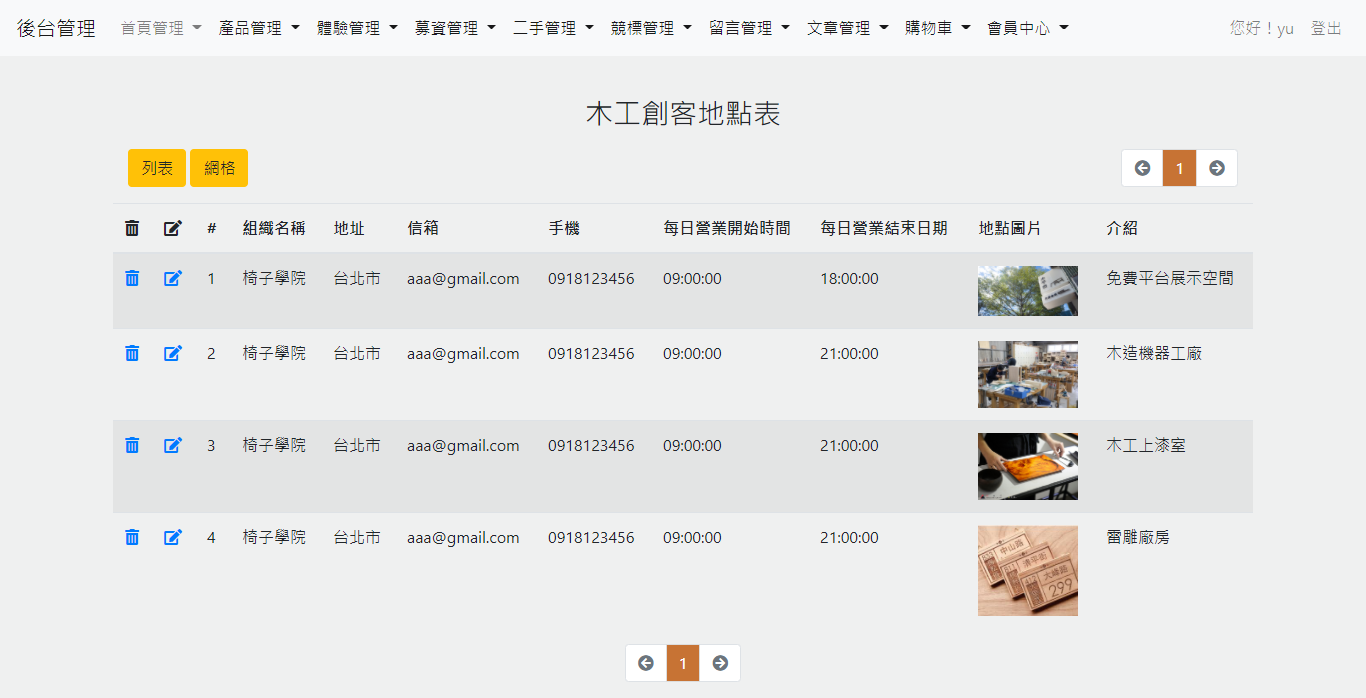 後台管理 首頁管理 產品管理 體驗管理 募資管理 二手管理 競標管理 留言管理 文章管理 購物車 會員中心 您好！yu 登出
木工創客地點表
列表 網格 1
# 組織名稱 地址 信箱 手機 每日營業開始時間 每日營業結束日期 地點圖片 介紹
1 椅子學院 台北市 aaa@gmail.com 0918123456 09:00:00 18:00:00 免費平台展示空間
2 椅子學院 台北市 aaa@gmail.com 0918123456 09:00:00 21:00:00 木造機器工廠
3 椅子學院 台北市 aaa@gmail.com 0918123456 09:00:00 21:00:00 木工上漆室
4 椅子學院 台北市 aaa@gmail.com 0918123456 09:00:00 21:00:00 雷雕廠房
中山路
清平街
大峰路
299
1